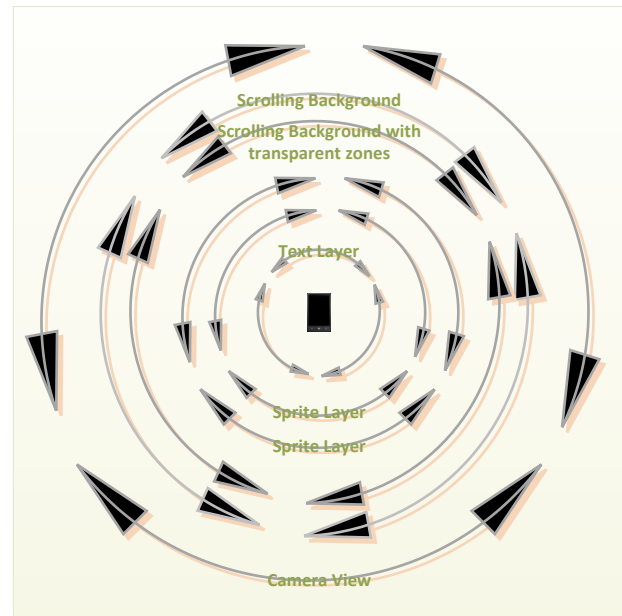 Scrolling Background
Scrolling Background with
transparent zones
Text Layer
Sprite Layer
Sprite Layer
Camera View